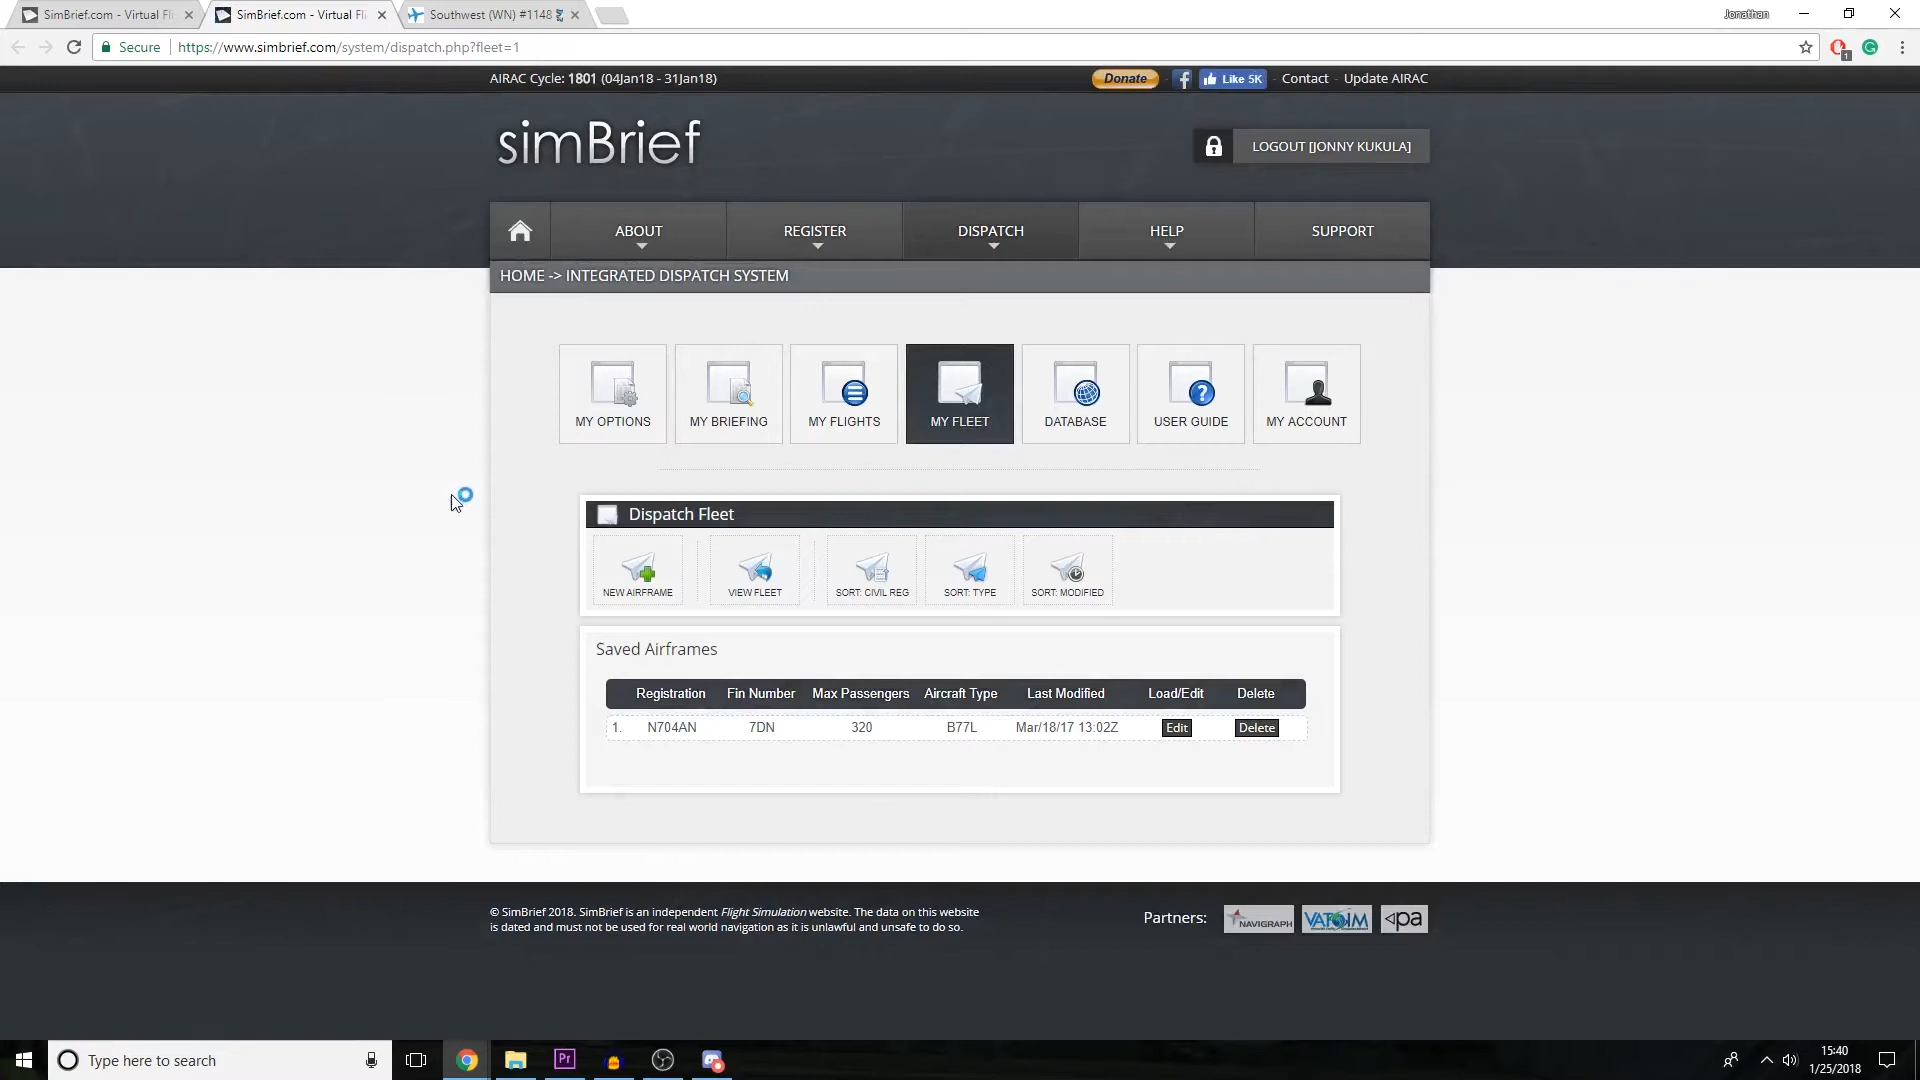 SimBrief.com - Virtual Fli
SimBrief.com - Virtual Fli
Southwest (WN) #1148
Jonathan
Secure
https://www.simbrief.com/system/dispatch.php?fleet=1
1
AIRAC Cycle: 1801 (04Jan18 - 31Jan18)
Donate
-
f
Like 5K
-
Contact
-
Update AIRAC
simBrief
LOGOUT [JONNY KUKULA]
ABOUT
REGISTER
DISPATCH
HELP
SUPPORT
HOME -> INTEGRATED DISPATCH SYSTEM
MY OPTIONS
MY BRIEFING
MY FLIGHTS
MY FLEET
DATABASE
?
USER GUIDE
MY ACCOUNT
Dispatch Fleet
NEW AIRFRAME
VIEW FLEET
SORT: CIVIL REG
SORT: TYPE
SORT: MODIFIED
Saved Airframes
Registration Fin Number Max Passengers Aircraft Type Last Modified Load/Edit Delete
1. N704AN 7DN 320 B77L Mar/18/17 13:02Z Edit Delete
© SimBrief 2018. SimBrief is an independent Flight Simulation website. The data on this website
is dated and must not be used for real world navigation as it is unlawful and unsafe to do so.
Partners:
NAVIGRAPH
VATSIM
pa
Type here to search
Pr
15:40
1/25/2018